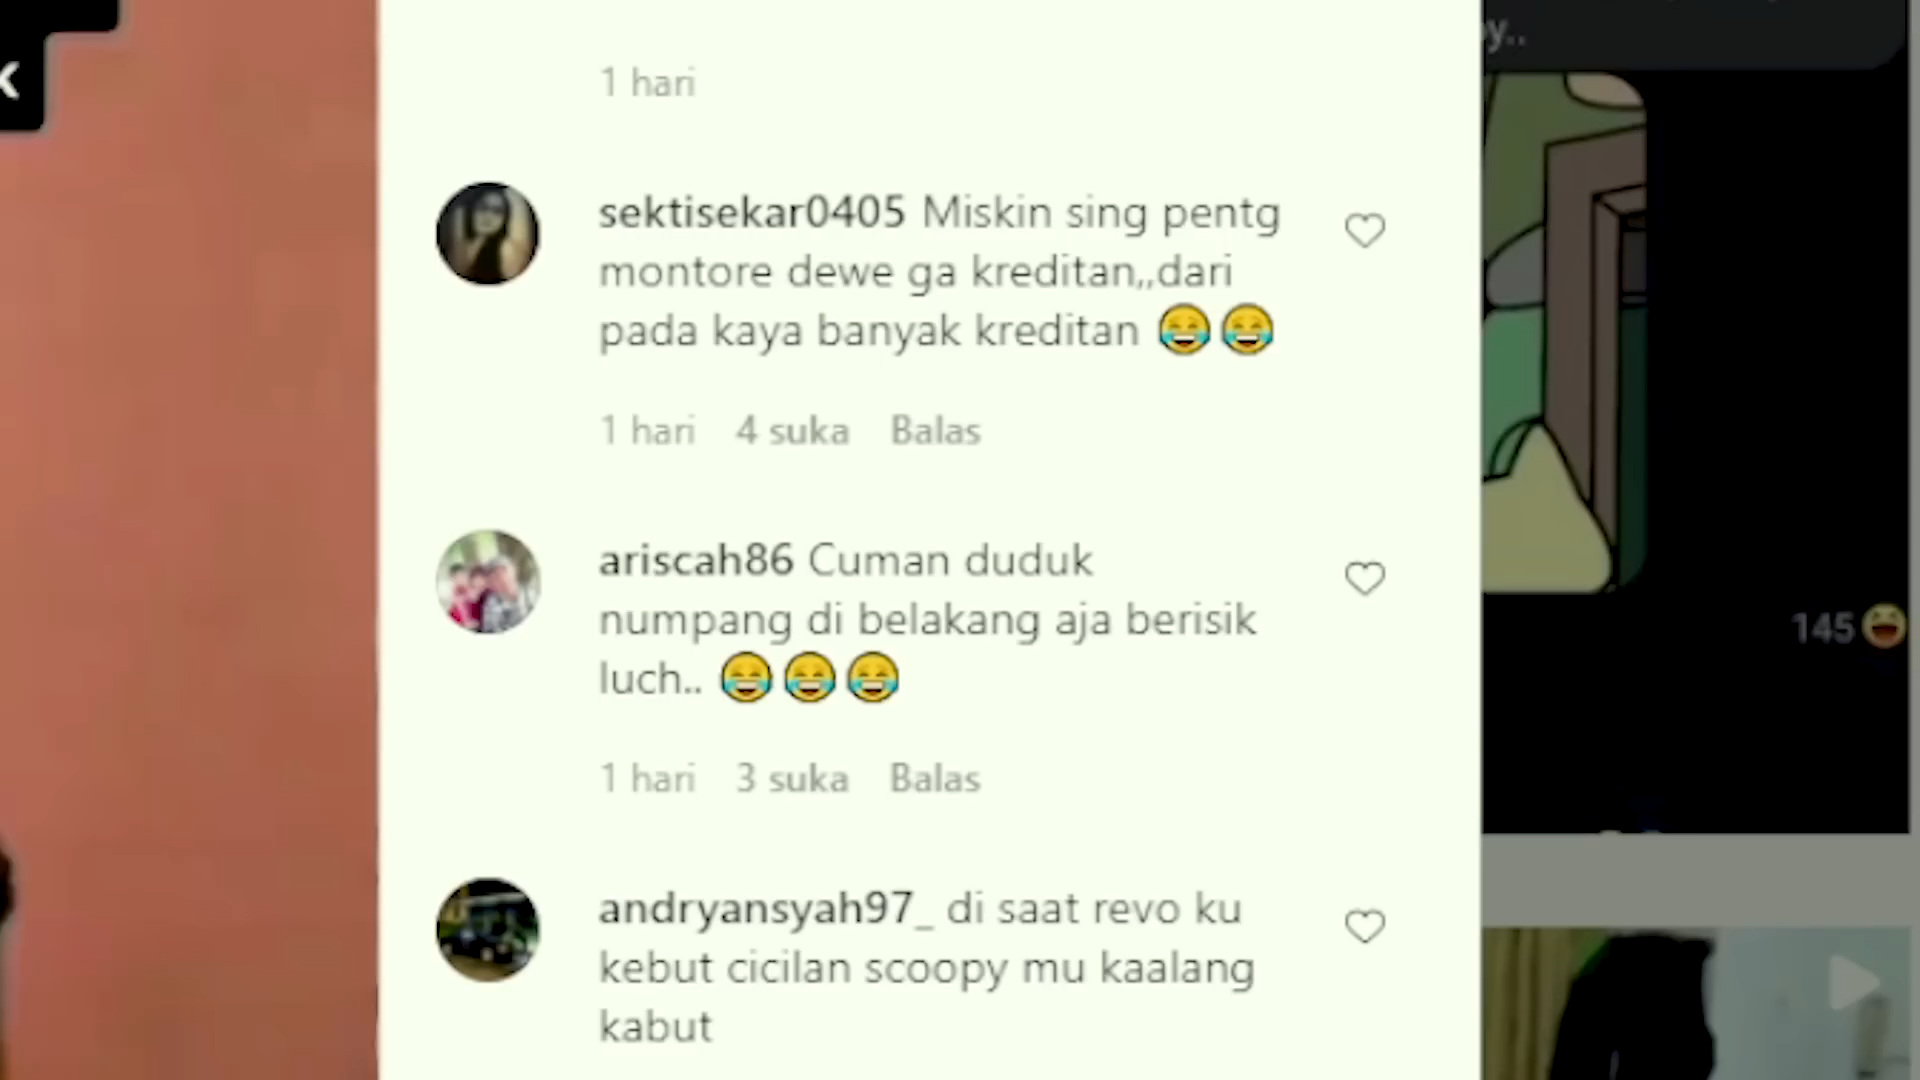 K
y..
1 hari
sektisekar0405 Miskin sing pentg
montore dewe ga kreditan,,dari
pada kaya banyak kreditan 😂😂
1 hari 4 suka Balas
ariscah86 Cuman duduk
numpang di belakang aja berisik
luch.. 😂😂😂
1 hari 3 suka Balas
145
andryansyah97_ di saat revo ku
kebut cicilan scoopy mu kaalang
kabut